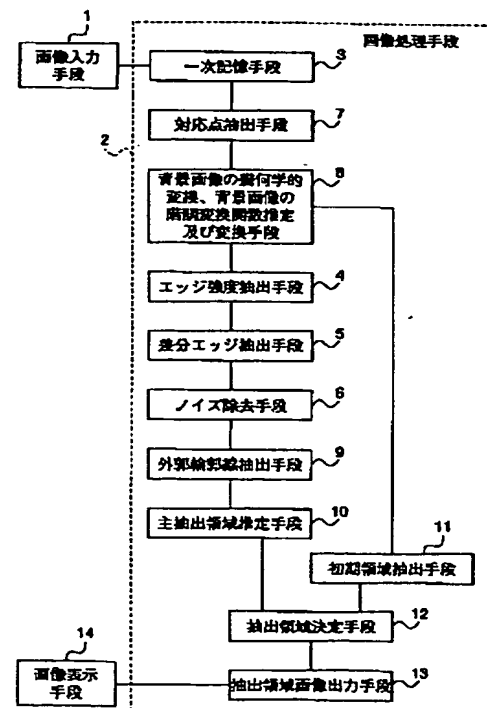 1
画像入力
手段
画像処理手段
一次記憶手段
3
対応点抽出手段
7
2
背景画像の幾何学的
変換、背景画像の
階調変換関数推定
及び変換手段
8
エッジ強度抽出手段
4
差分エッジ抽出手段
5
ノイズ除去手段
6
外郭輪郭線抽出手段
9
主抽出領域推定手段
10
11
初期領域抽出手段
抽出領域決定手段
12
14
画像表示
手段
抽出領域画像出力手段
13